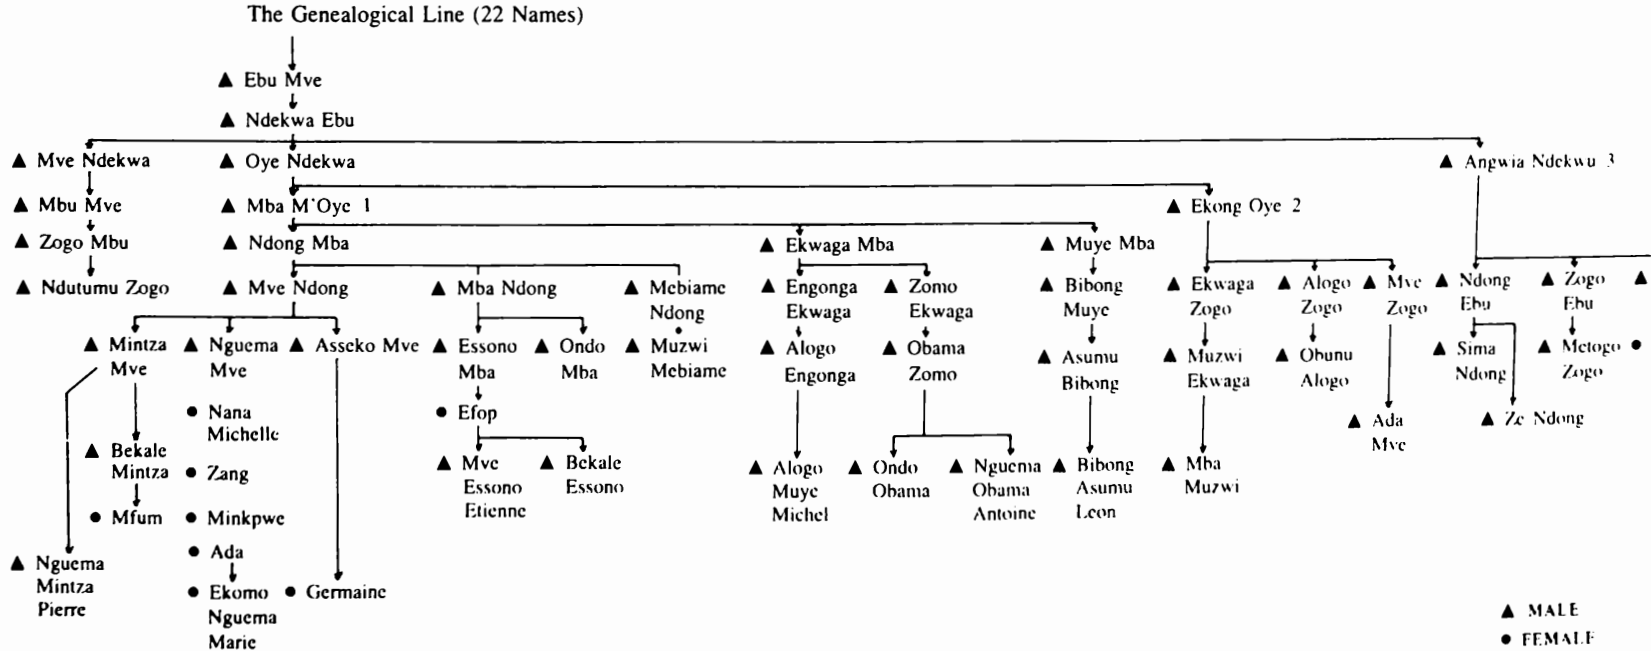 The Genealogical Line (22 Names)
▲ Ebu Mve
▲ Ndekwa Ebu
▲ Mve Ndekwa ▲ Oye Ndekwa ▲ Angwia Ndekwu 3
▲ Mbu Mve ▲ Mba M'Oye 1 ▲ Ekong Oye 2
▲ Zogo Mbu ▲ Ndong Mba ▲ Ekwaga Mba ▲ Muye Mba
▲ Ndutumu Zogo ▲ Mve Ndong ▲ Mba Ndong ▲ Mebiame ▲ Engonga ▲ Zomo ▲ Bibong ▲ Ekwaga ▲ Alogo ▲ Mve ▲ Ndong ▲ Zogo ▲
Ndong Ekwaga Ekwaga Muye Zogo Zogo Zogo Ebu Ebu
▲ Mintza ▲ Nguema ▲ Asseko Mve ▲ Essono ▲ Ondo ▲ Muzwi ▲ Alogo ▲ Obama ▲ Asumu ▲ Muzwi ▲ Obunu ▲ Sima ▲ Metogo ●
Mve Mve Mba Mba Mebiame Engonga Zomo Bibong Ekwaga Alogo Ndong Zogo
● Nana ● Efop ▲ Ada ▲ Ze Ndong
Michelle Mve
▲ Bekale ● Zang ▲ Mve ▲ Bekale ▲ Alogo ▲ Ondo ▲ Nguema ▲ Bibong ▲ Mba
Mintza Essono Essono Muye Obama Obama Asumu Muzwi
● Mfum ● Minkpwe Etienne Michel Antoine Leon
● Ada
▲ Nguema ● Ekomo ● Germaine
Mintza Nguema
Pierre Marie
▲ MALE
● FEMALE